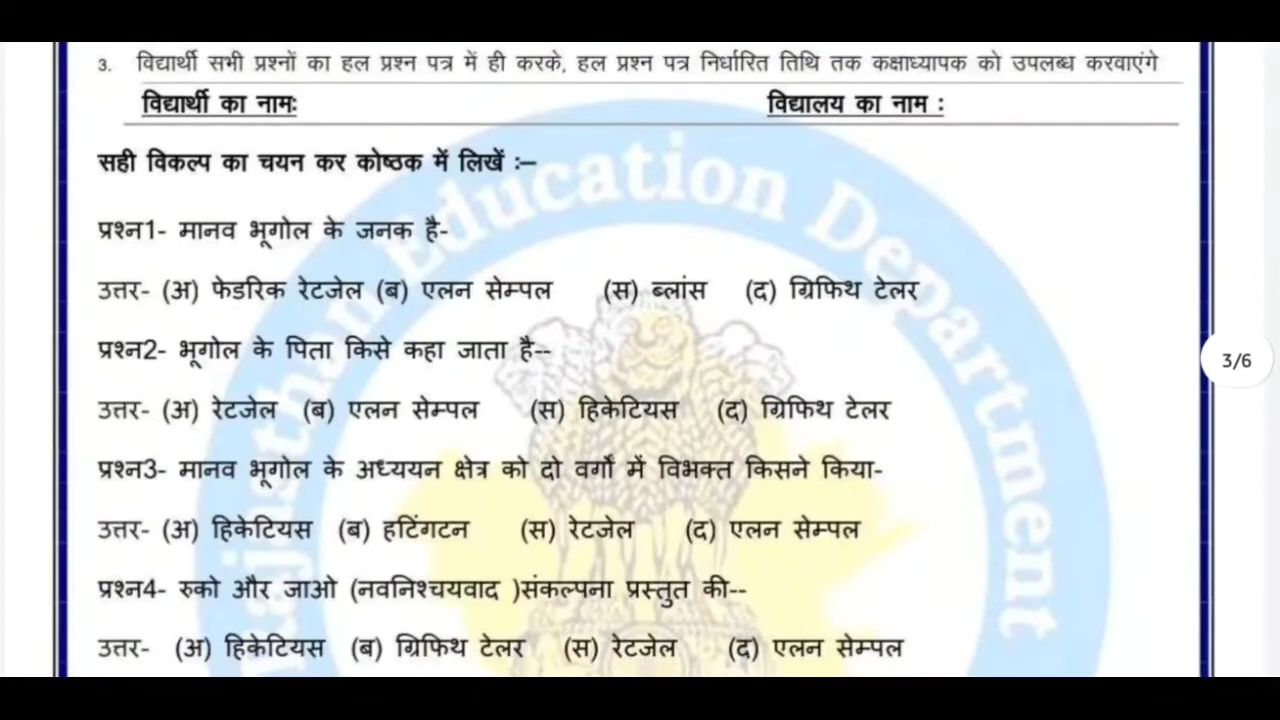 3. विद्यार्थी सभी प्रश्नों का हल प्रश्न पत्र में ही करके, हल प्रश्न पत्र निर्धारित तिथि तक कक्षाध्यापक को उपलब्ध करवाएंगे
विद्यार्थी का नामः विद्यालय का नाम :
सही विकल्प का चयन कर कोष्ठक में लिखें :–
प्रश्न1- मानव भूगोल के जनक है-
उत्तर- (अ) फेडरिक रेटजेल (ब) एलन सेम्पल (स) ब्लांस (द) ग्रिफिथ टेलर
प्रश्न2- भूगोल के पिता किसे कहा जाता है--
उत्तर- (अ) रेटजेल (ब) एलन सेम्पल (स) हिकेटियस (द) ग्रिफिथ टेलर
प्रश्न3- मानव भूगोल के अध्ययन क्षेत्र को दो वर्गों में विभक्त किसने किया-
उत्तर- (अ) हिकेटियस (ब) हटिंगटन (स) रेटजेल (द) एलन सेम्पल
प्रश्न4- रुको और जाओ (नवनिश्चयवाद )संकल्पना प्रस्तुत की--
उत्तर- (अ) हिकेटियस (ब) ग्रिफिथ टेलर (स) रेटजेल (द) एलन सेम्पल
3/6
Rajasthan Education Department